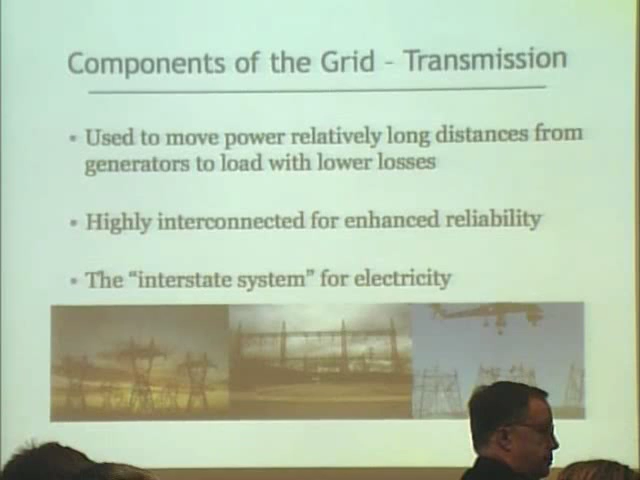 Components of the Grid - Transmission
• Used to move power relatively long distances from
generators to load with lower losses
• Highly interconnected for enhanced reliability
• The “interstate system” for electricity